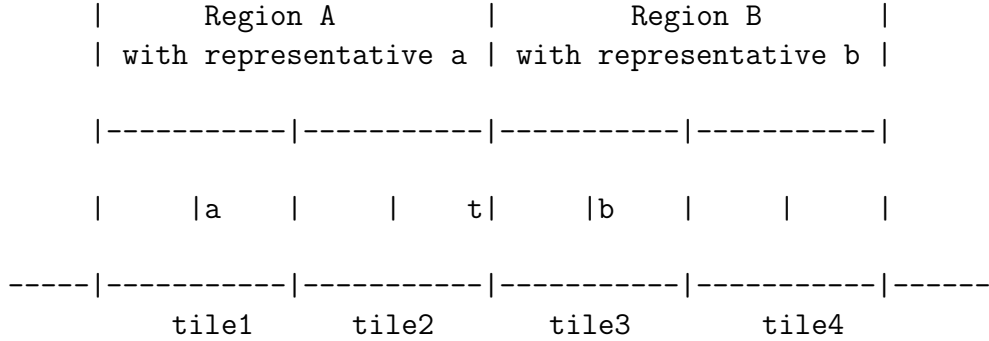 |       Region A        |       Region B        |
| with representative a | with representative b |
|-----------|-----------|-----------|-----------|
|     |a    |     |    t|     |b    |     |     |
-----|-----------|-----------|-----------|-----------|------
tile1 tile2 tile3 tile4